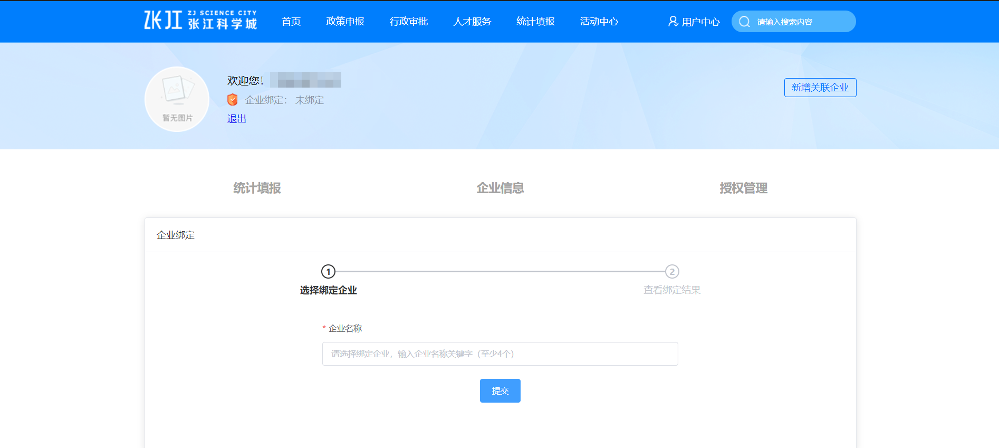 ZJ SCIENCE CITY
张江 张江科学城 首页 政策申报 行政审批 人才服务 统计填报 活动中心 用户中心 请输入搜索内容
欢迎您！
企业绑定： 未绑定
退出
新增关联企业
暂无图片
统计填报 企业信息 授权管理
企业绑定
1 2
选择绑定企业 查看绑定结果
* 企业名称
请选择绑定企业，输入企业名称关键字（至少4个）
提交